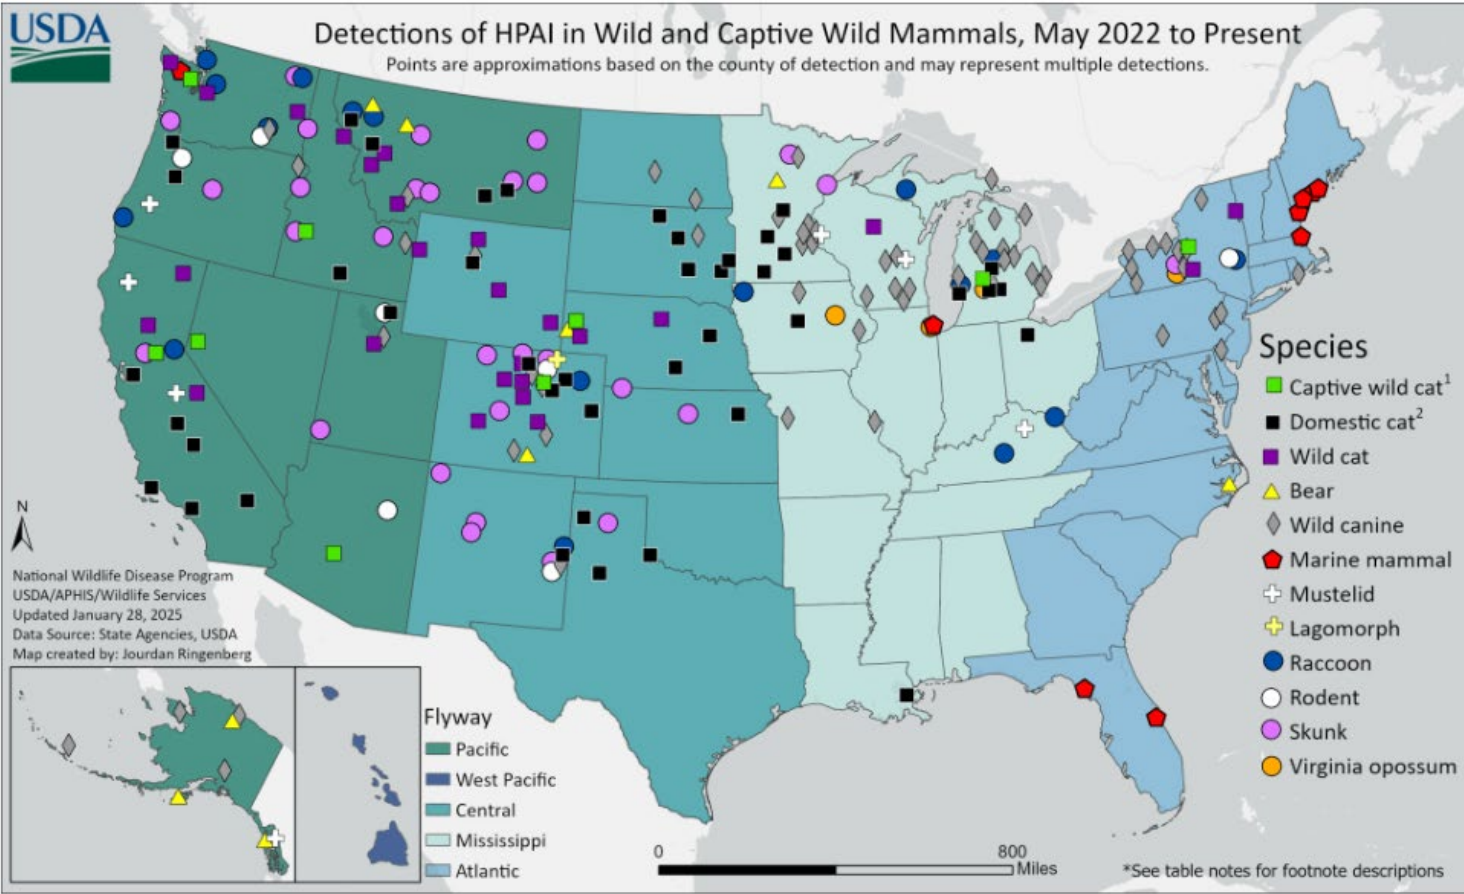 USDA
Detections of HPAI in Wild and Captive Wild Mammals, May 2022 to Present
Points are approximations based on the county of detection and may represent multiple detections.
Species
Captive wild cat¹
Domestic cat²
Wild cat
Bear
Wild canine
Marine mammal
Mustelid
Lagomorph
Raccoon
Rodent
Skunk
Virginia opossum
N
National Wildlife Disease Program
USDA/APHIS/Wildlife Services
Updated January 28, 2025
Data Source: State Agencies, USDA
Map created by: Jourdan Ringenberg
Flyway
Pacific
West Pacific
Central
Mississippi
Atlantic
0 800
Miles
*See table notes for footnote descriptions